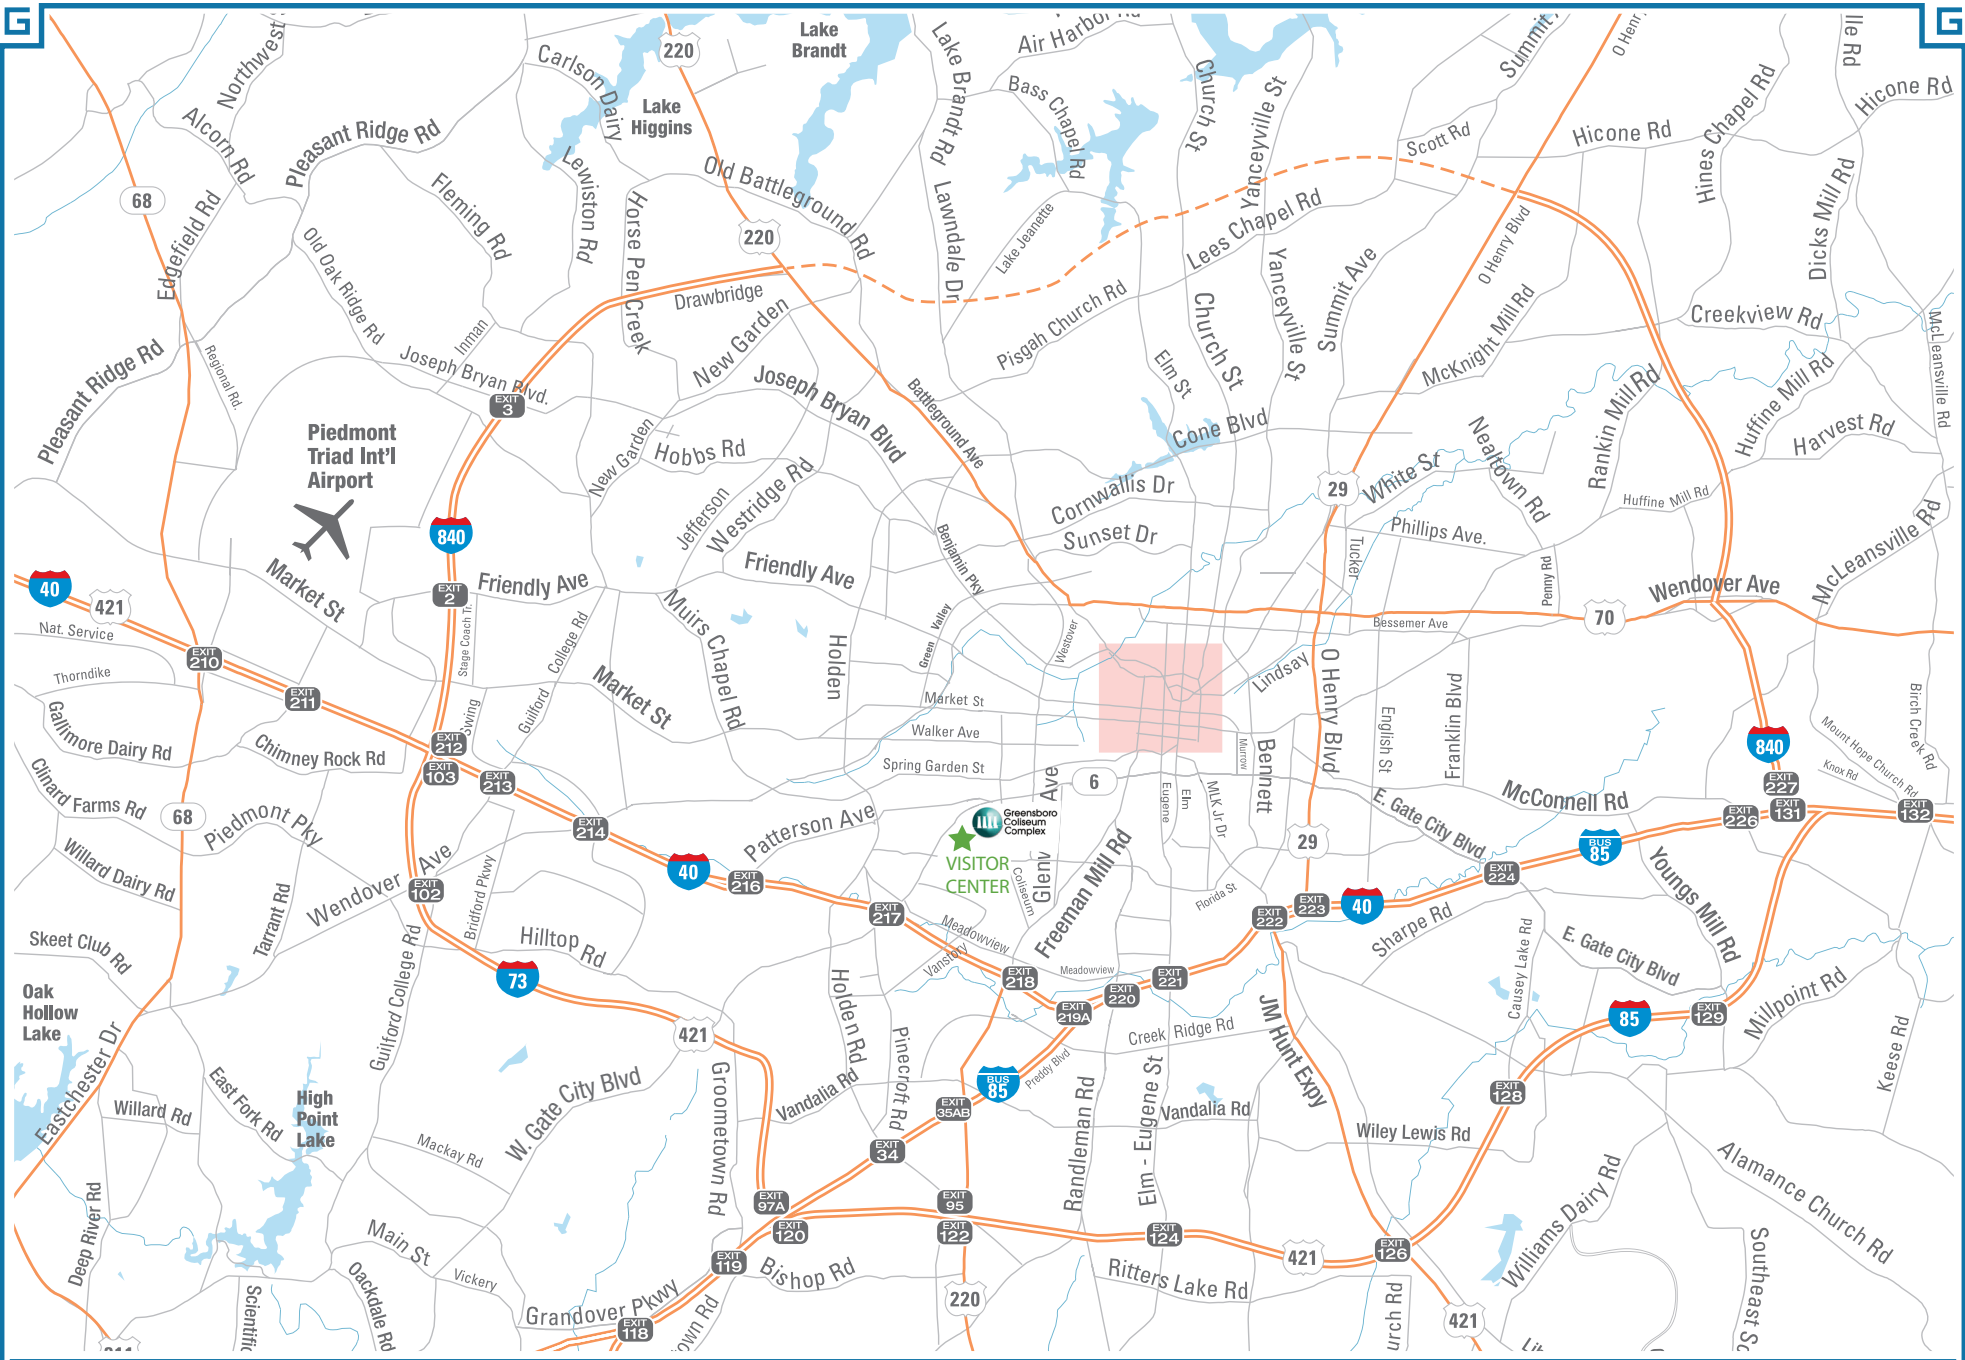 Northwest
Carlson Dairy
220
Lake
Brandt
Lake Brandt Rd
Air Harbor Rd
Church St
Yanceyville St
Summit
O Henry
Hines Chapel Rd
lle Rd
Hicone Rd
Alcorn Rd
Pleasant Ridge Rd
Lake
Higgins
Bass Chapel Rd
Scott Rd
Hicone Rd
68
Edgefield Rd
Fleming Rd
Lewiston Rd
Horse Pen Creek
Old Battleground Rd
220
Lawndale Dr
Lake Jeanette
Lees Chapel Rd
O Henry Blvd
Dicks Mill Rd
Old Oak Ridge Rd
Drawbridge
Yanceyville St
Summit Ave
Inman
New Garden
Pisgah Church Rd
Church St
McKnight Mill Rd
Creekview Rd
McLeansville Rd
Pleasant Ridge Rd
Regional Rd.
Joseph Bryan Blvd.
EXIT
3
Joseph Bryan Blvd
Battleground Ave
Elm St
Rankin Mill Rd
Huffine Mill Rd
Harvest Rd
Piedmont
Triad Int'l
Airport
New Garden
Hobbs Rd
Cone Blvd
Nealtown Rd
Jefferson
Westridge Rd
Cornwallis Dr
29
White St
Huffine Mill Rd
840
Benjamin Pky
Sunset Dr
Phillips Ave.
Tucker
McLeansville Rd
Market St
40
421
EXIT
2
Friendly Ave
Friendly Ave
Penny Rd
Wendover Ave
Nat. Service
Stage Coach Tr.
College Rd
Muirs Chapel Rd
Green Valley
Westover
Bessemer Ave
70
EXIT
210
Thorndike
EXIT
211
Guilford
Market St
Holden
Lindsay
O Henry Blvd
Franklin Blvd
Birch Creek Rd
Gallimore Dairy Rd
Swing
Market St
English St
Chimney Rock Rd
EXIT
212
Walker Ave
Murrow
Bennett
840
Mount Hope Church Rd
Clinard Farms Rd
EXIT
103
EXIT
213
Spring Garden St
6
Knox Rd
EXIT
227
68
Piedmont Pky
EXIT
214
Patterson Ave
Greensboro
Coliseum
Complex
Glenv Ave
Eugene
Elm
MLK Jr Dr
E. Gate City Blvd
McConnell Rd
EXIT
226
EXIT
131
EXIT
132
VISITOR
CENTER
29
BUS
85
Willard Dairy Rd
Wendover Ave
EXIT
102
Bridford Pkwy
40
EXIT
216
Coliseum
Freeman Mill Rd
EXIT
224
Youngs Mill Rd
Tarrant Rd
EXIT
217
Florida St
EXIT
222
EXIT
223
40
Skeet Club Rd
Guilford College Rd
Hilltop Rd
Meadowview
Sharpe Rd
E. Gate City Blvd
73
Holden Rd
Vanstory
EXIT
218
Meadowview
EXIT
221
Causey Lake Rd
Oak
Hollow
Lake
EXIT
220
EXIT
219A
JM Hunt Expy
85
EXIT
129
Millpoint Rd
421
Pinecroft Rd
Creek Ridge Rd
Eastchester Dr
East Fork Rd
W. Gate City Blvd
Groometown Rd
Vandalia Rd
BUS
85
Preddy Blvd
Randleman Rd
Elm - Eugene St
Keese Rd
Willard Rd
High
Point
Lake
EXIT
35AB
Vandalia Rd
EXIT
128
Mackay Rd
EXIT
34
Wiley Lewis Rd
Alamance Church Rd
Deep River Rd
EXIT
97A
EXIT
95
Williams Dairy Rd
Main St
EXIT
120
EXIT
122
EXIT
124
EXIT
126
Southeast Sc
EXIT
119
Bishop Rd
421
Scientific
Oackdale Rd
Vickery
Ritters Lake Rd
Grandover Pkwy
220
EXIT
118
own Rd
urch Rd
421